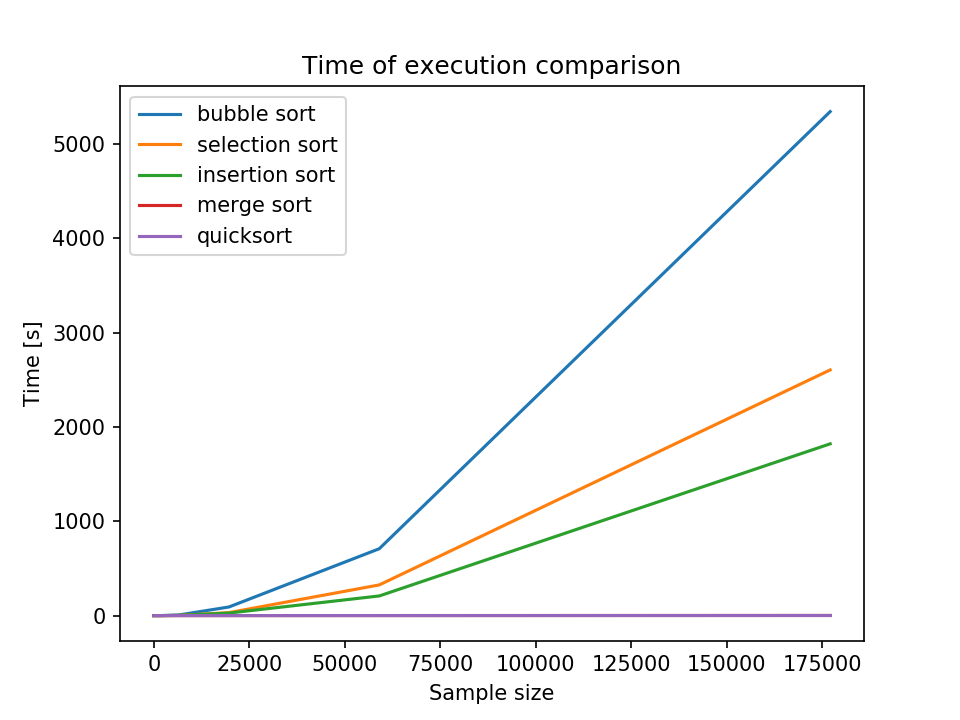 Time of execution comparison
bubble sort
selection sort
insertion sort
merge sort
quicksort
5000
4000
3000
2000
1000
0
Time [s]
0 25000 50000 75000 100000 125000 150000 175000
Sample size